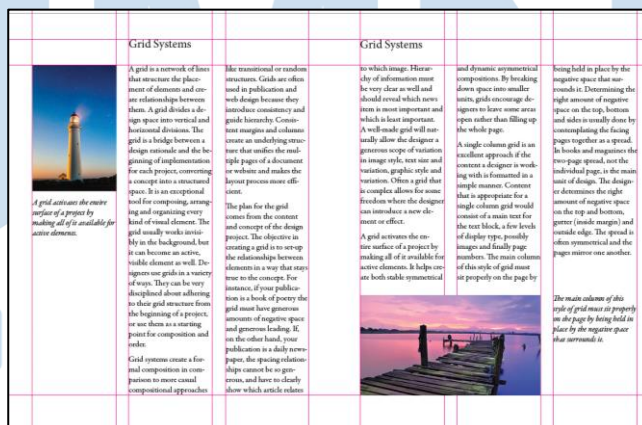 Grid Systems
A grid is a network of lines
that structure the place-
ment of elements and cre-
ate relationships between
them. A grid divides a de-
sign space into vertical and
horizontal divisions. The
grid is a bridge between a
design rationale and the be-
ginning of implementation
for each project, converting
a concept into a structured
space. It is an exceptional
tool for composing, arrang-
ing and organizing every
kind of visual element. The
grid usually works invisi-
bly in the background, but
it can become an active,
visible element as well. De-
signers use grids in a variety
of ways. They can be very
disciplined about adhering
to their grid structure from
the beginning of a project,
or use them as a starting
point for composition and
order.
Grid systems create a for-
mal composition in com-
parison to more casual
compositional approaches
like transitional or random
structures. Grids are often
used in publication and
web design because they
introduce consistency and
guide hierarchy. Consis-
tent margins and columns
create an underlying struc-
ture that unifies the mul-
tiple pages of a document
or website and makes the
layout process more effi-
cient.
The plan for the grid
comes from the content
and concept of the design
project. The objective in
creating a grid is to set-up
the relationships between
elements in a way that stays
true to the concept. For
instance, if your publica-
tion is a book of poetry the
grid must have generous
amounts of negative space
and generous leading. If,
on the other hand, your
publication is a daily news-
paper, the spacing relation-
ships cannot be so gen-
erous, and have to clearly
show which article relates
A grid activates the entire
surface of a project by
making all of it available for
active elements.
Grid Systems
to which image. Hierar-
chy of information must
be very clear as well and
should reveal which news
item is most important and
which is least important.
A well-made grid will nat-
urally allow the designer a
generous scope of variation
in image style, text size and
variation, graphic style and
variation. Often a grid that
is complex allows for some
freedom where the designer
can introduce a new ele-
ment or effect.
A grid activates the en-
tire surface of a project by
making all of it available for
active elements. It helps cre-
ate both stable symmetrical
and dynamic asymmetrical
compositions. By breaking
down space into smaller
units, grids encourage de-
signers to leave some areas
open rather than filling up
the whole page.
A single column grid is an
excellent approach if the
content a designer is work-
ing with is formatted in a
simple manner. Content
that is appropriate for a
single column grid would
consist of a main text for
the text block, a few levels
of display type, possibly
images and finally page
numbers. The main column
of this style of grid must
sit properly on the page by
being held in place by the
negative space that sur-
rounds it. Determining the
right amount of negative
space on the top, bottom
and sides is usually done by
contemplating the facing
pages together as a spread.
In books and magazines the
two-page spread, not the
individual page, is the main
unit of design. The design-
er determines the right
amount of negative space
on the top and bottom,
gutter (inside margin) and
outside edge. The spread is
often symmetrical and the
pages mirror one another.
The main column of this
style of grid must sit properly
on the page by being held in
place by the negative space
that surrounds it.